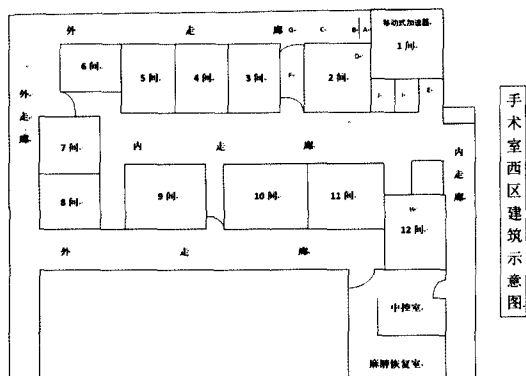 外 走 廊 G C B A
移动式加速器
1 间
D
6 间
5 间 4 间 3 间 F 2 间
J I E
外走廊
7 间
内 走 廊
内走廊
8 间
9 间 10 间 11 间
12 间
外 走 廊
中控室
麻醉恢复室
手术室西区建筑示意图